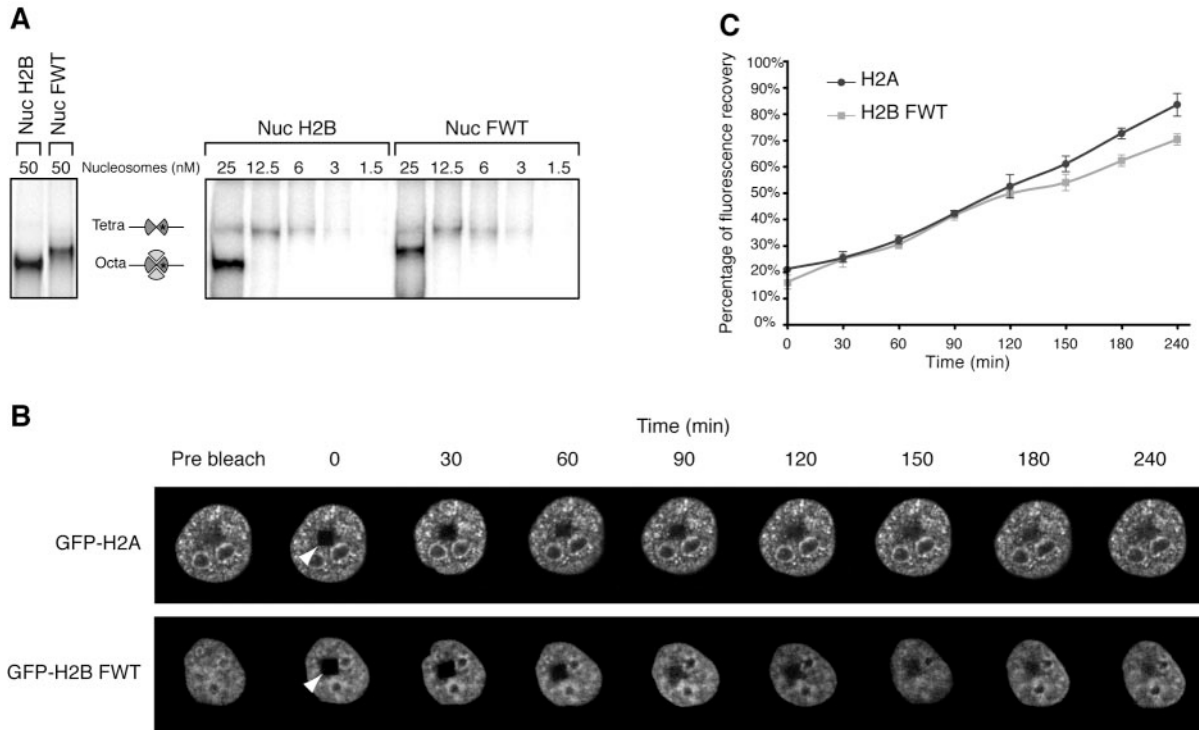 A
Nuc H2B
Nuc FWT
50 50
Nucleosomes (nM)
Nuc H2B
Nuc FWT
25 12.5 6 3 1.5 25 12.5 6 3 1.5
Tetra
Octa
C
Percentage of fluorescence recovery
100%
90%
80%
70%
60%
50%
40%
30%
20%
10%
0%
H2A
H2B FWT
0 30 60 90 120 150 180 240
Time (min)
B
Time (min)
Pre bleach 0 30 60 90 120 150 180 240
GFP-H2A
GFP-H2B FWT